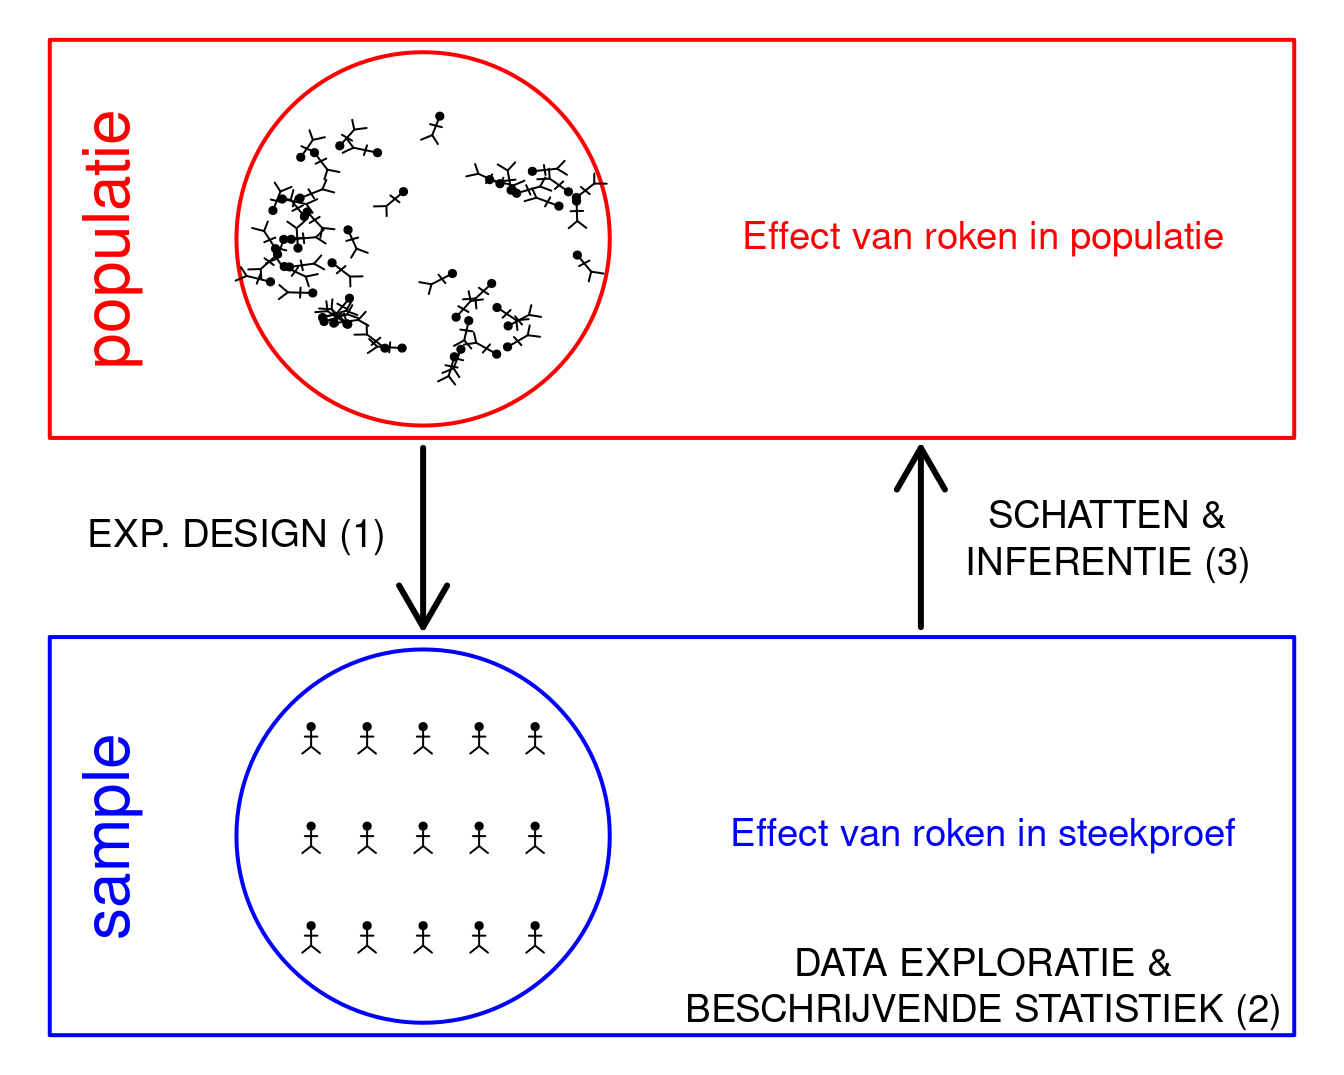 populatie
Effect van roken in populatie
EXP. DESIGN (1)
SCHATTEN &
INFERENTIE (3)
sample
Effect van roken in steekproef
DATA EXPLORATIE &
BESCHRIJVENDE STATISTIEK (2)